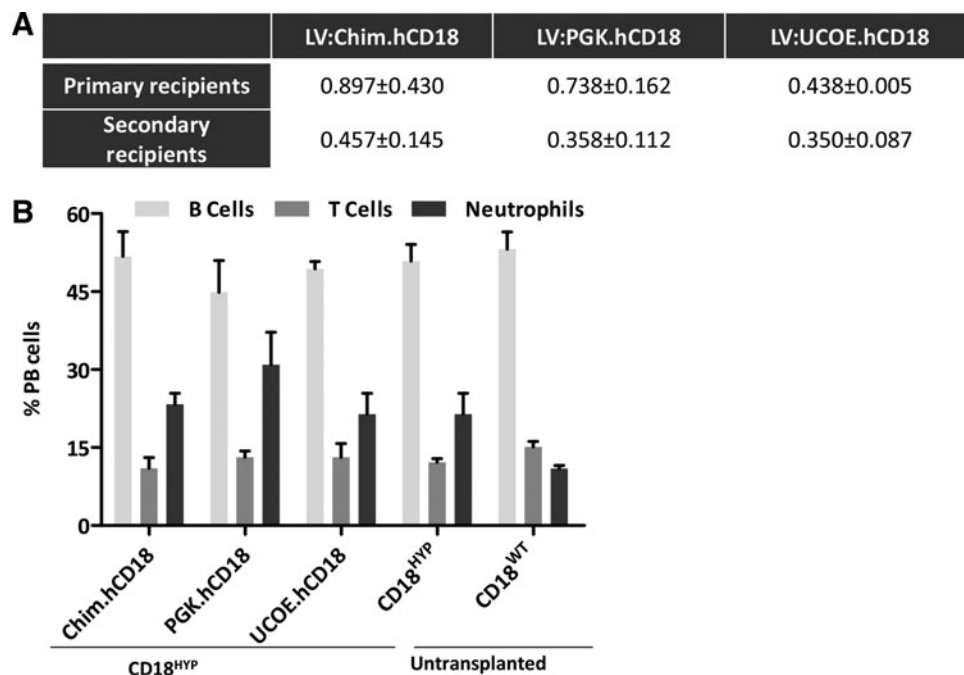 A
LV:Chim.hCD18 LV:PGK.hCD18 LV:UCOE.hCD18
Primary recipients 0.897±0.430 0.738±0.162 0.438±0.005
Secondary
recipients 0.457±0.145 0.358±0.112 0.350±0.087
B
B Cells T Cells Neutrophils
% PB cells
60
45
30
15
0
Chim.hCD18
PGK.hCD18
UCOE.hCD18
CD18HYP
CD18WT
CD18HYP
Untransplanted